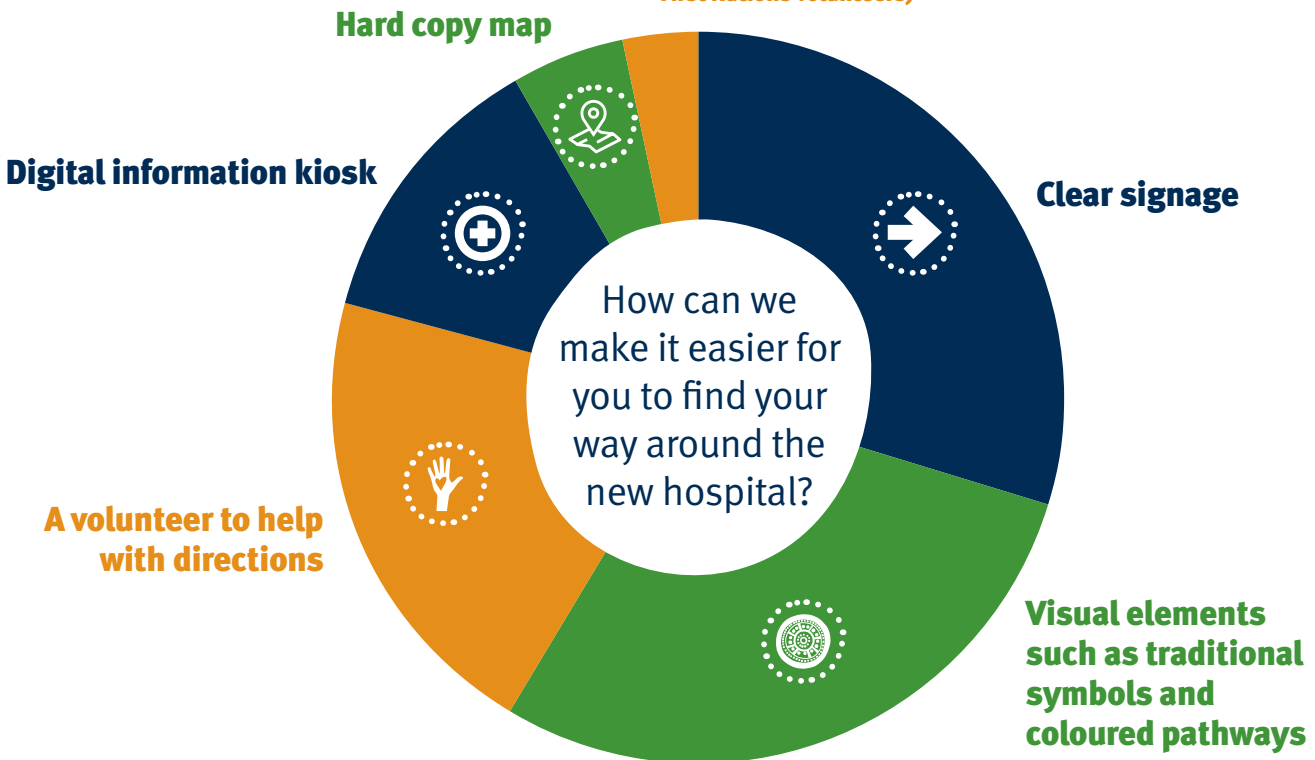 Hard copy map
Digital information kiosk
Clear signage
How can we
make it easier for
you to find your
way around the
new hospital?
A volunteer to help
with directions
Visual elements
such as traditional
symbols and
coloured pathways